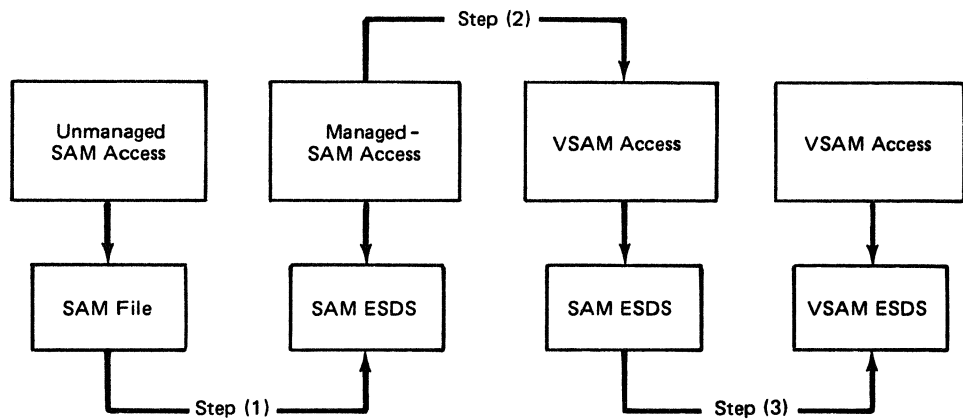 Step (2)
Unmanaged
SAM Access
Managed-
SAM Access
VSAM Access
VSAM Access
SAM File
SAM ESDS
SAM ESDS
VSAM ESDS
Step (1)
Step (3)